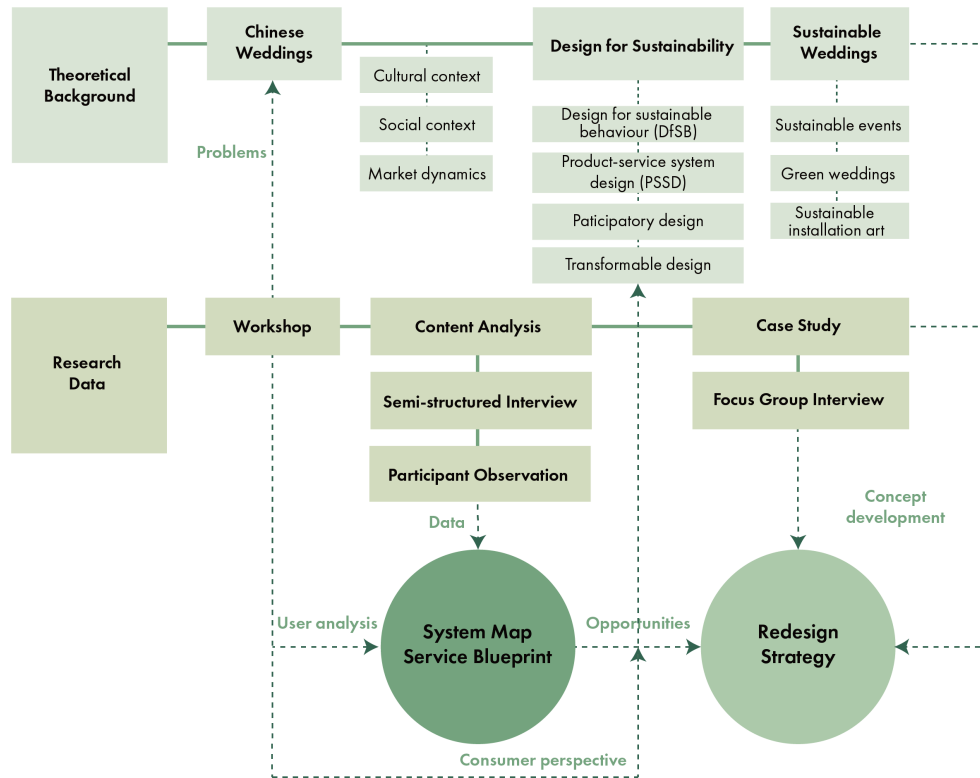 Theoretical
Background
Chinese
Weddings
Cultural context
Social context
Market dynamics
Design for Sustainability
Design for sustainable
behaviour (DfSB)
Product-service system
design (PSSD)
Paticipatory design
Transformable design
Sustainable
Weddings
Sustainable events
Green weddings
Sustainable
installation art
Problems
Research
Data
Workshop
Content Analysis
Semi-structured Interview
Participant Observation
Case Study
Focus Group Interview
Data
Concept
development
User analysis
System Map
Service Blueprint
Opportunities
Redesign
Strategy
Consumer perspective